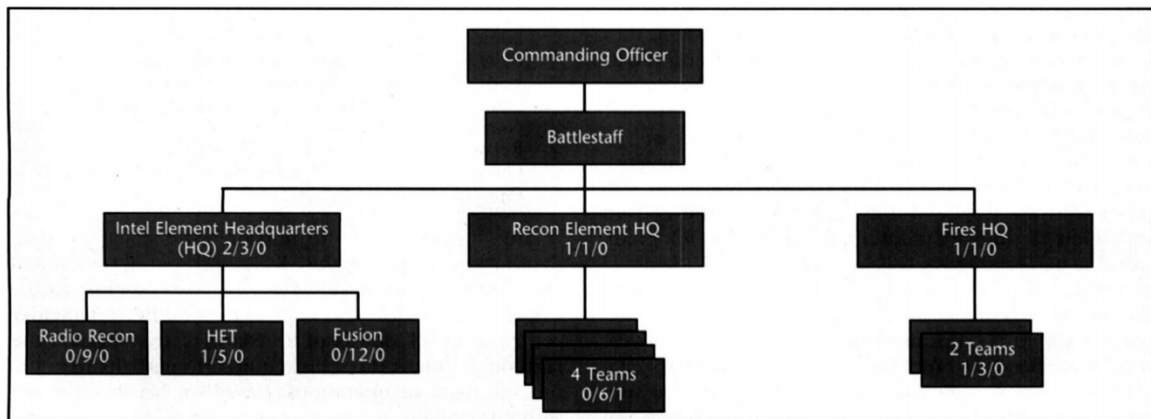 Commanding Officer
Battlestaff
Intel Element Headquarters
(HQ) 2/3/0
Recon Element HQ
1/1/0
Fires HQ
1/1/0
Radio Recon
0/9/0
HET
1/5/0
Fusion
0/12/0
4 Teams
0/6/1
2 Teams
1/3/0